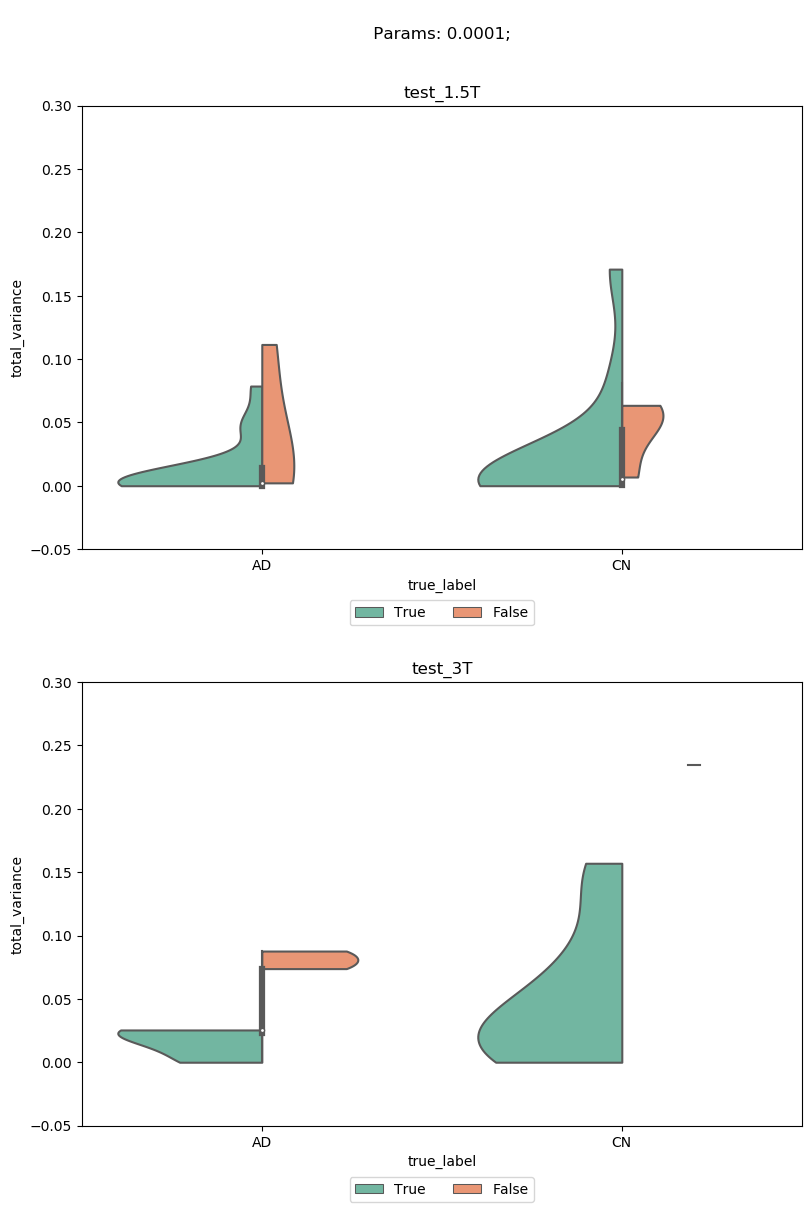 Params: 0.0001;
test_1.5T
0.30
0.25
0.20
0.15
0.10
0.05
0.00
−0.05
total_variance
AD
CN
true_label
True
False
test_3T
0.30
0.25
0.20
0.15
0.10
0.05
0.00
−0.05
total_variance
AD
CN
true_label
True
False